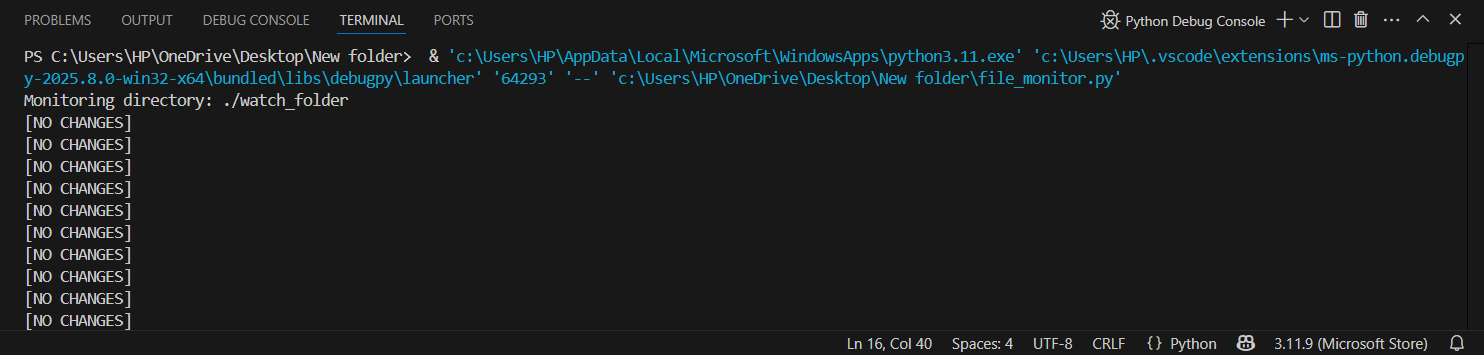 PROBLEMS OUTPUT DEBUG CONSOLE TERMINAL PORTS Python Debug Console
PS C:\Users\HP\OneDrive\Desktop\New folder>  & 'c:\Users\HP\AppData\Local\Microsoft\WindowsApps\python3.11.exe' 'c:\Users\HP\.vscode\extensions\ms-python.debugp
y-2025.8.0-win32-x64\bundled\libs\debugpy\launcher' '64293' '--' 'c:\Users\HP\OneDrive\Desktop\New folder\file_monitor.py'
Monitoring directory: ./watch_folder
[NO CHANGES]
[NO CHANGES]
[NO CHANGES]
[NO CHANGES]
[NO CHANGES]
[NO CHANGES]
[NO CHANGES]
[NO CHANGES]
[NO CHANGES]
[NO CHANGES]
Ln 16, Col 40 Spaces: 4 UTF-8 CRLF {} Python 3.11.9 (Microsoft Store)